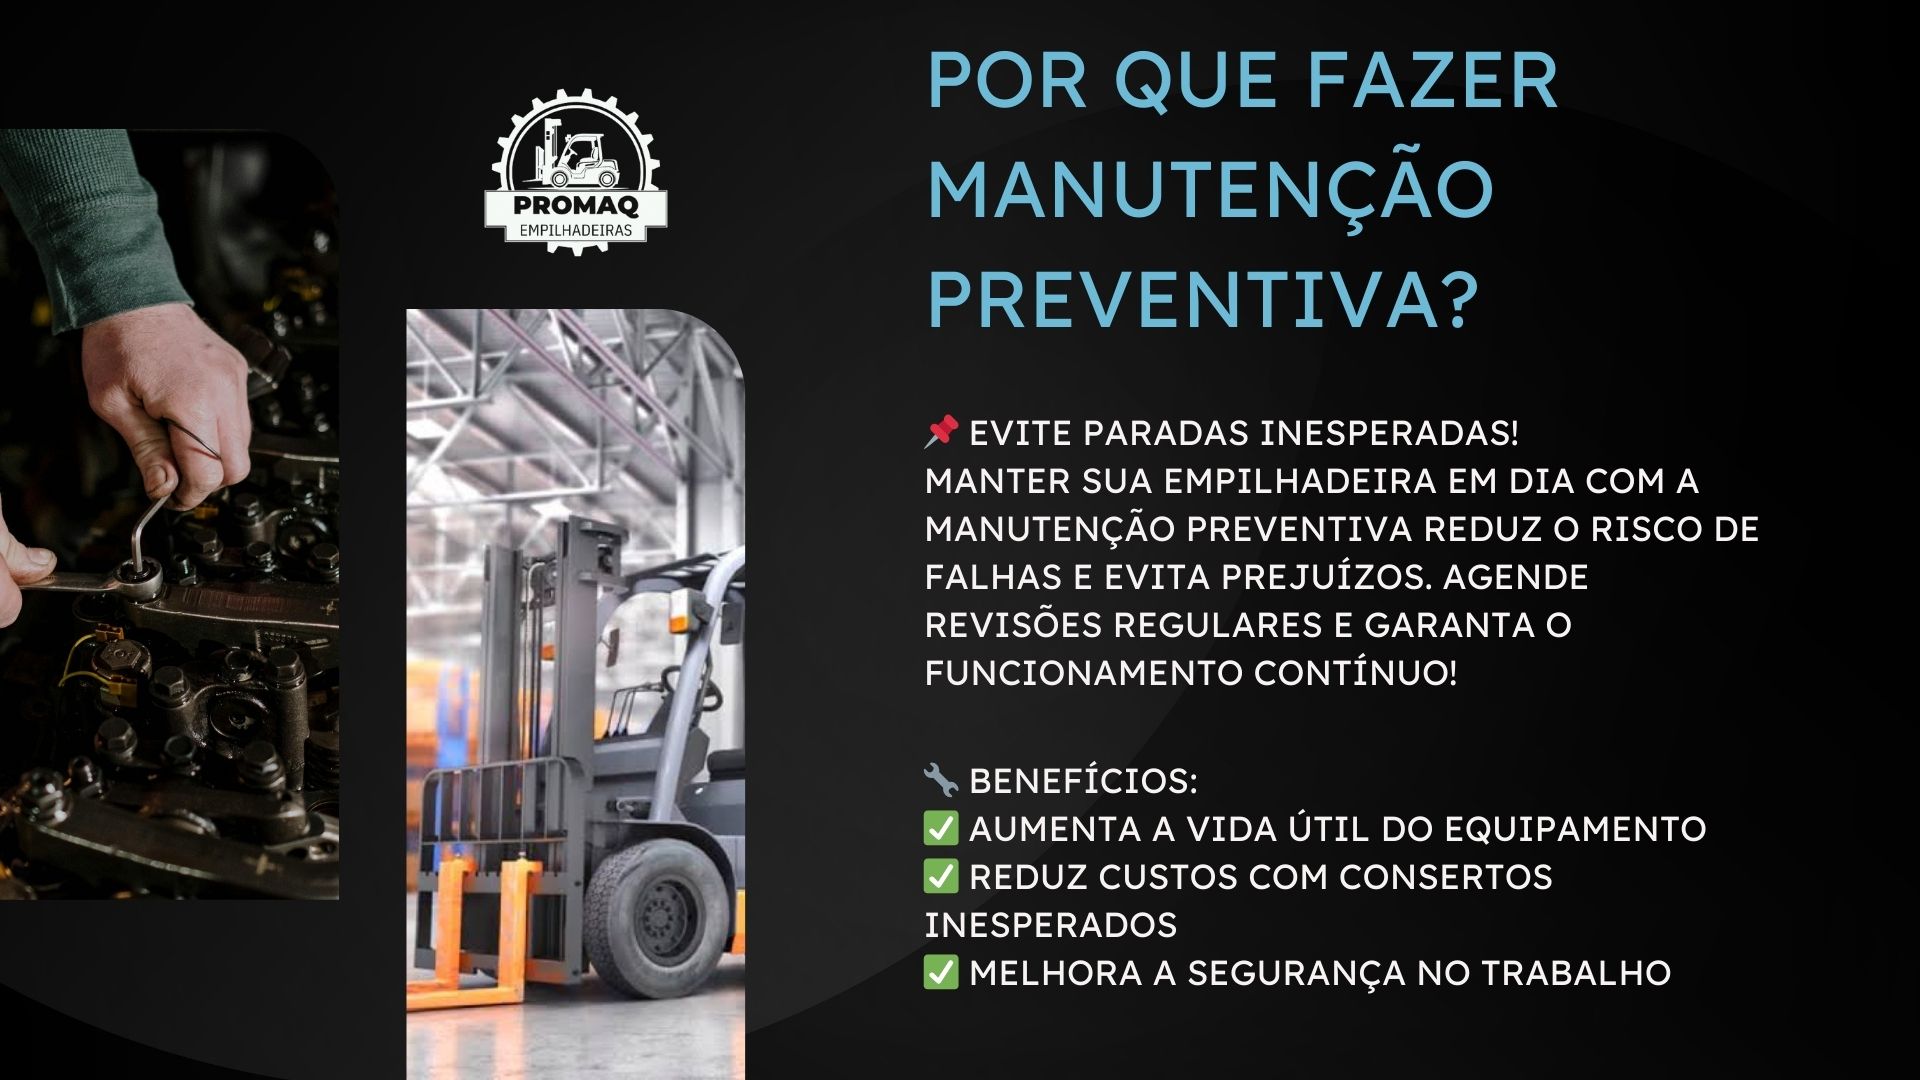 PROMAQ
EMPILHADEIRAS
POR QUE FAZER
MANUTENÇÃO
PREVENTIVA?
📌 EVITE PARADAS INESPERADAS!
MANTER SUA EMPILHADEIRA EM DIA COM A
MANUTENÇÃO PREVENTIVA REDUZ O RISCO DE
FALHAS E EVITA PREJUÍZOS. AGENDE
REVISÕES REGULARES E GARANTA O
FUNCIONAMENTO CONTÍNUO!
🔧 BENEFÍCIOS:
✅ AUMENTA A VIDA ÚTIL DO EQUIPAMENTO
✅ REDUZ CUSTOS COM CONSERTOS
INESPERADOS
✅ MELHORA A SEGURANÇA NO TRABALHO